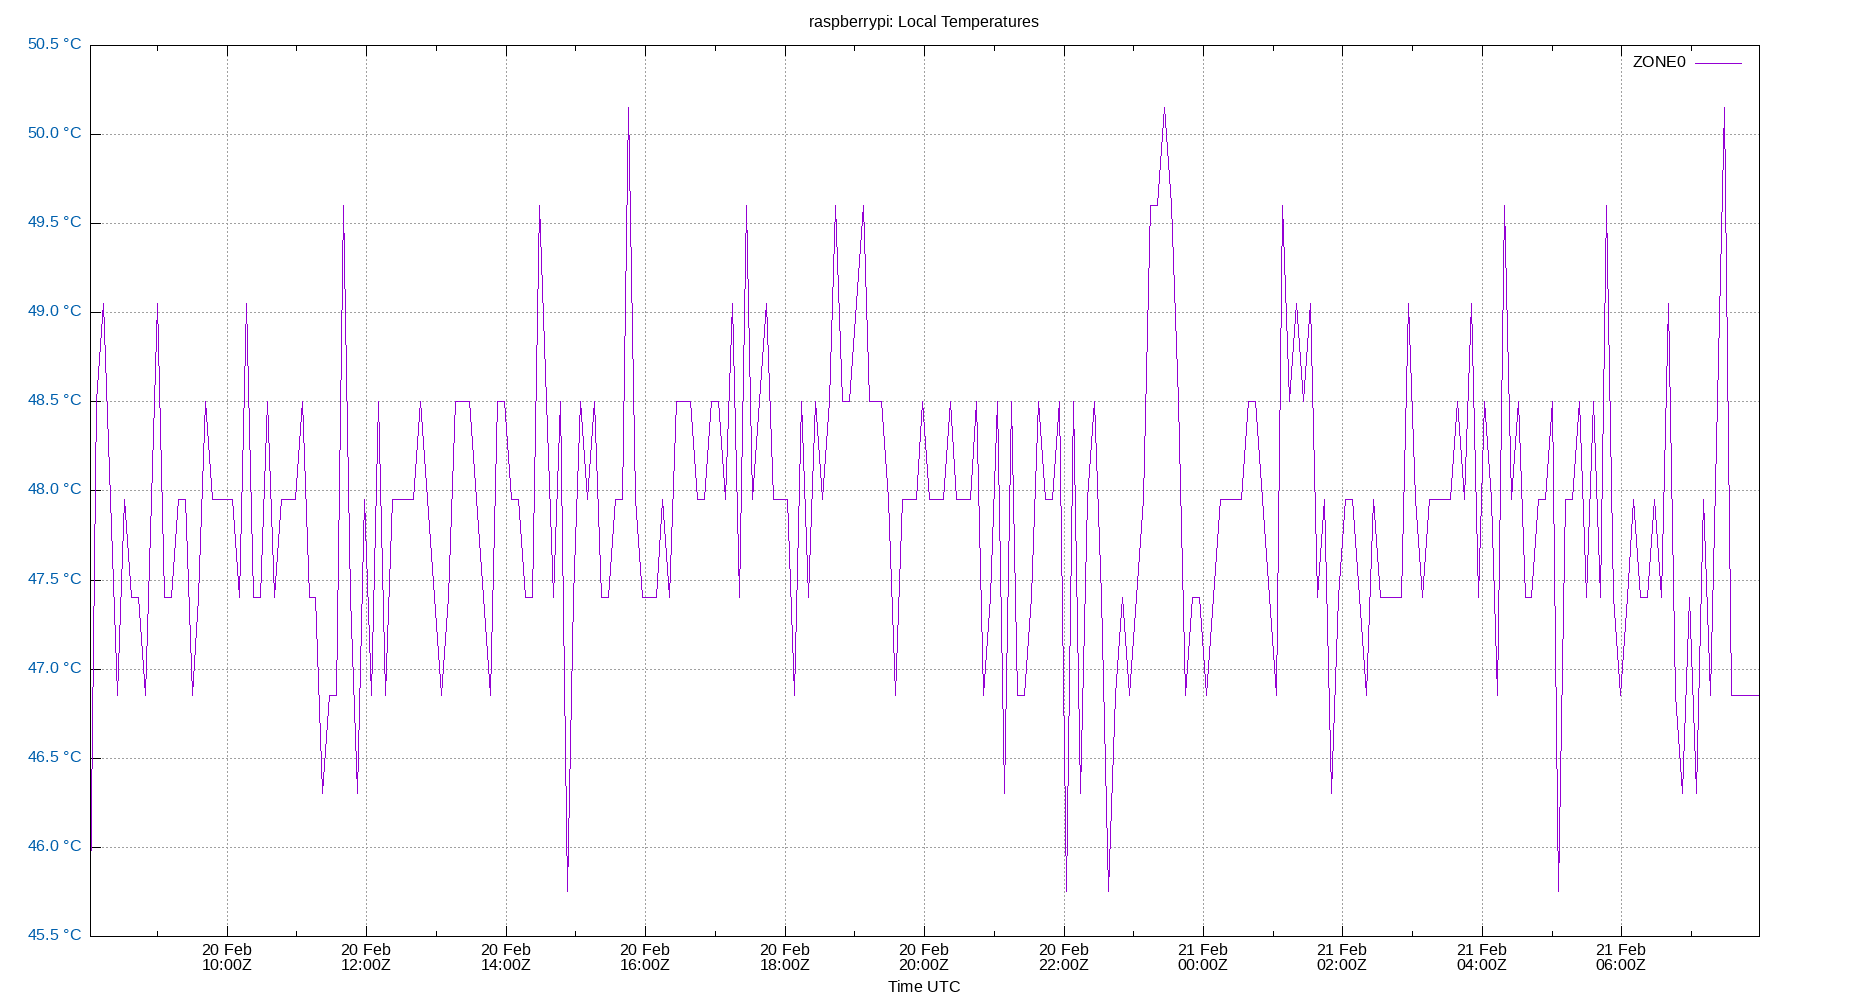 raspberrypi: Local Temperatures
ZONE0
50.5 °C
50.0 °C
49.5 °C
49.0 °C
48.5 °C
48.0 °C
47.5 °C
47.0 °C
46.5 °C
46.0 °C
45.5 °C
20 Feb 20 Feb 20 Feb 20 Feb 20 Feb 20 Feb 20 Feb 21 Feb 21 Feb 21 Feb 21 Feb
10:00Z 12:00Z 14:00Z 16:00Z 18:00Z 20:00Z 22:00Z 00:00Z 02:00Z 04:00Z 06:00Z
Time UTC